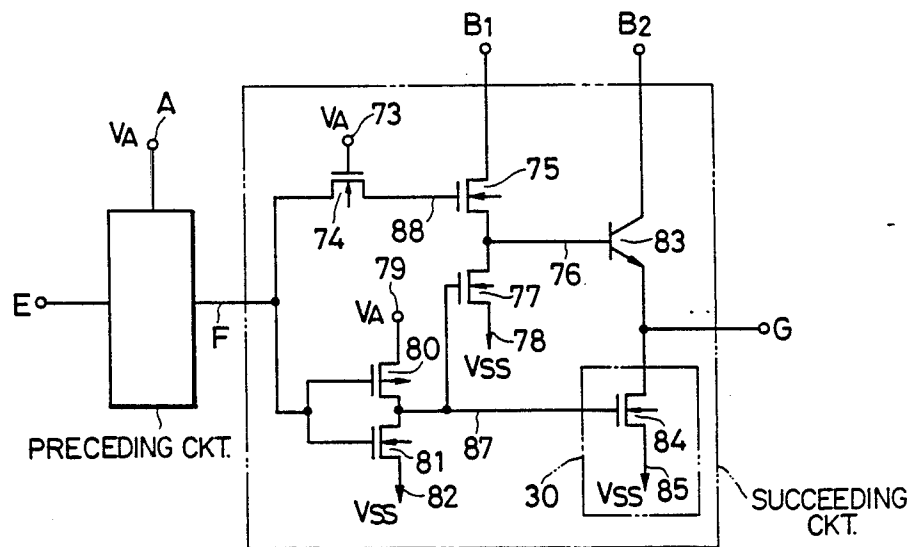 B1
B2
A
VA
VA
73
75
74
88
83
76
79
77
E
F
VA
80
78
G
VSS
87
84
81
PRECEDING CKT.
82
30
85
VSS
VSS
SUCCEEDING
CKT.